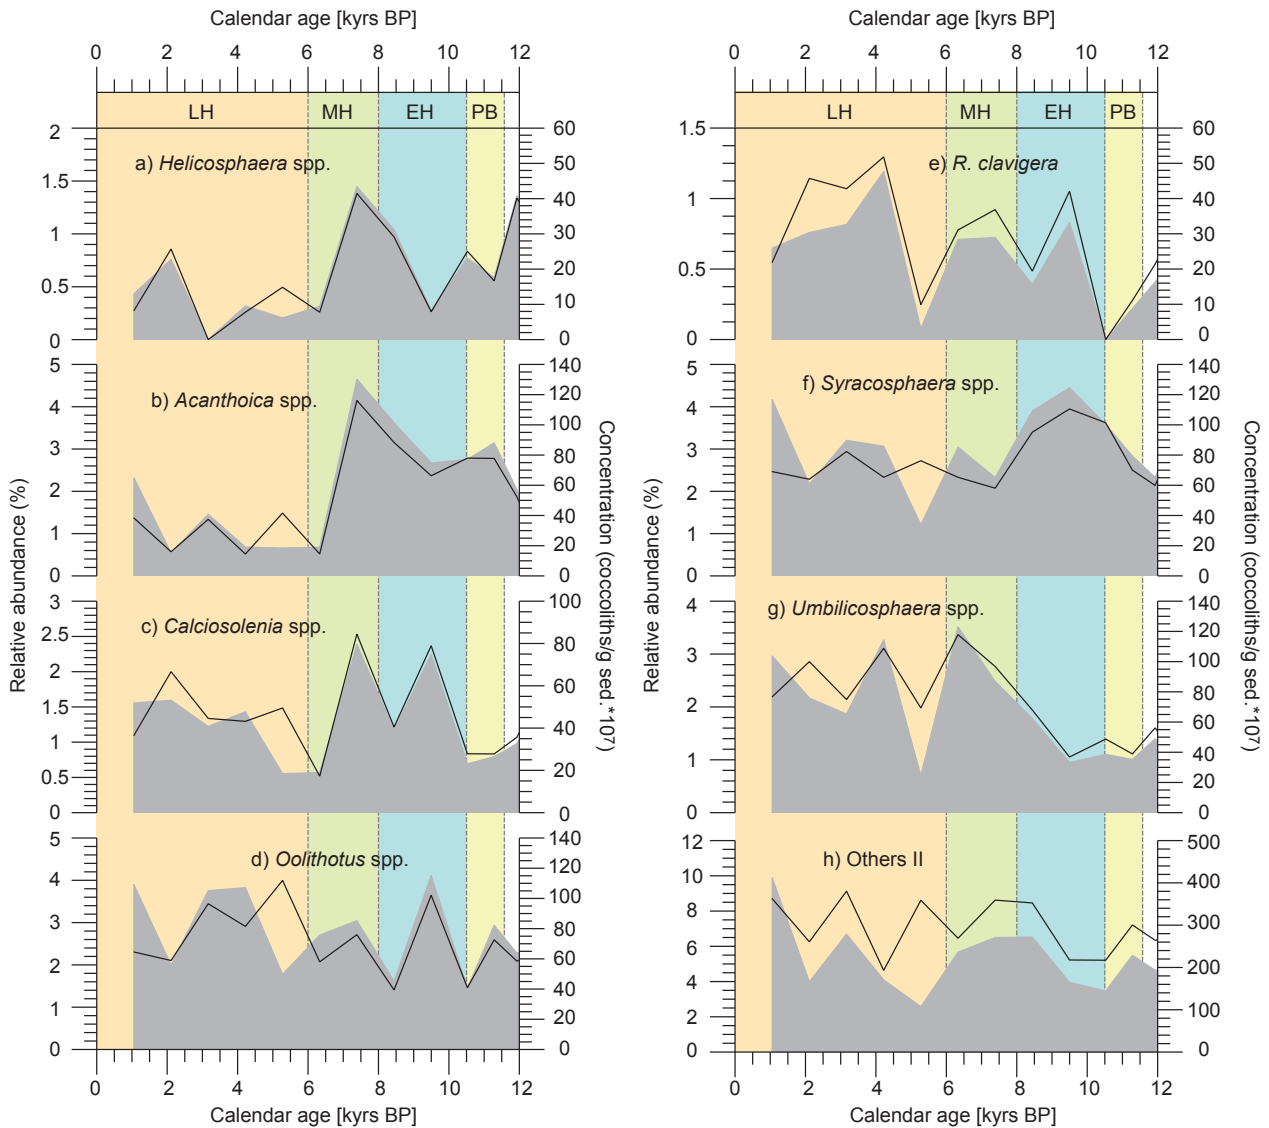 Calendar age [kyrs BP]
0 2 4 6 8 10 12
LH MH EH PB
a) Helicosphaera spp.
2 1.5 1 0.5 0
60 50 40 30 20 10 0
b) Acanthoica spp.
5 4 3 2 1 0
140 120 100 80 60 40 20 0
c) Calciosolenia spp.
3 2.5 2 1.5 1 0.5 0
100 80 60 40 20 0
d) Oolithotus spp.
5 4 3 2 1 0
140 120 100 80 60 40 20 0
Relative abundance (%)
Concentration (coccoliths/g sed.*10⁷)
0 2 4 6 8 10 12
Calendar age [kyrs BP]
Calendar age [kyrs BP]
0 2 4 6 8 10 12
LH MH EH PB
e) R. clavigera
1.5 1 0.5 0
60 50 40 30 20 10 0
f) Syracosphaera spp.
5 4 3 2 1 0
140 120 100 80 60 40 20 0
g) Umbilicosphaera spp.
4 3 2 1 0
140 120 100 80 60 40 20 0
h) Others II
12 10 8 6 4 2 0
500 400 300 200 100 0
Relative abundance (%)
Concentration (coccoliths/g sed.*10⁷)
0 2 4 6 8 10 12
Calendar age [kyrs BP]